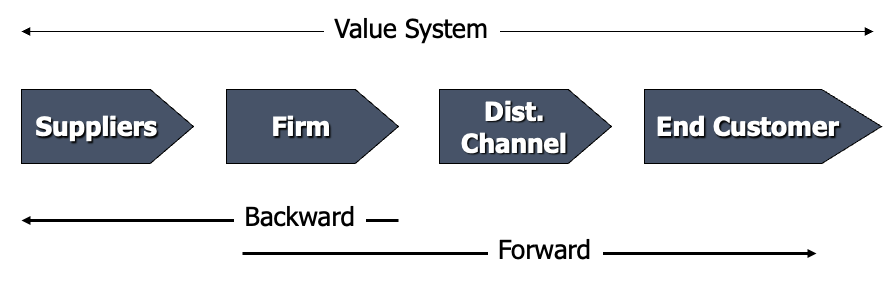 Value System
Suppliers
Firm
Dist.
Channel
End Customer
Backward
Forward